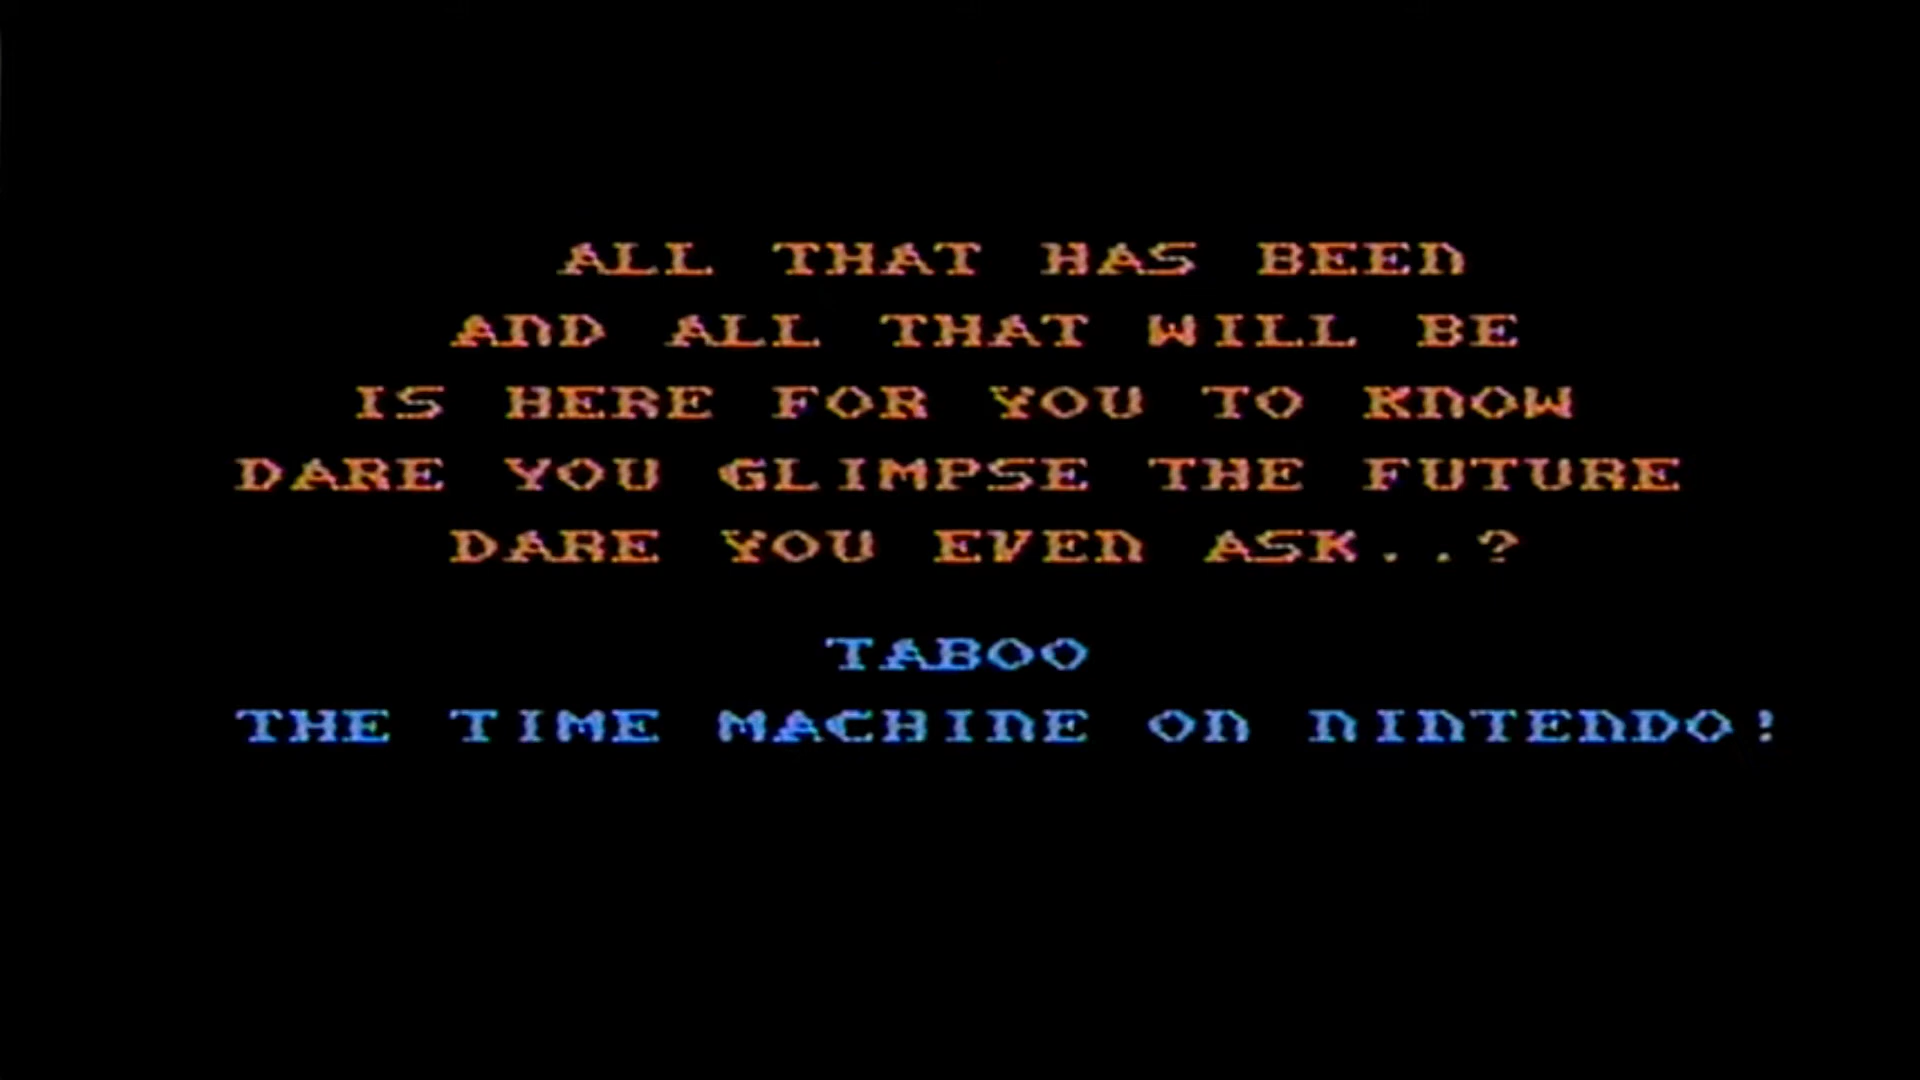 ALL THAT HAS BEEN
AND ALL THAT WILL BE
IS HERE FOR YOU TO KNOW
DARE YOU GLIMPSE THE FUTURE
DARE YOU EVEN ASK..?
TABOO
THE TIME MACHINE ON NINTENDO!